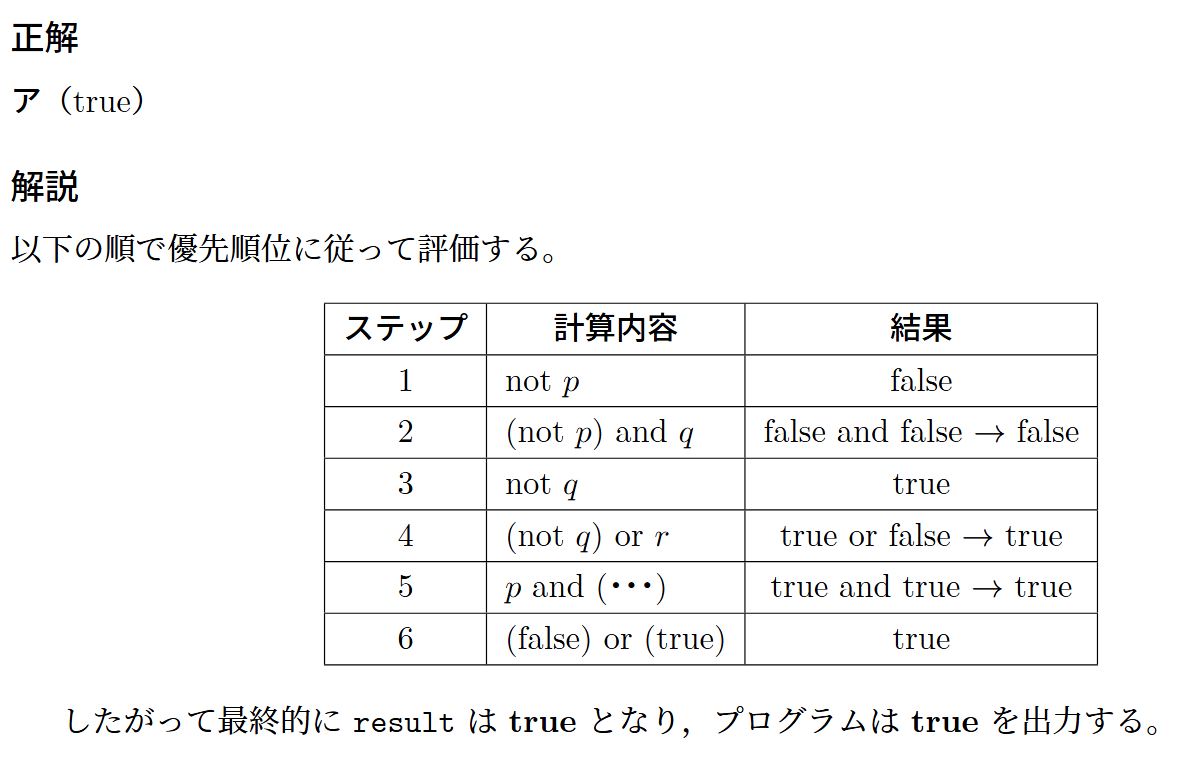 正解
ア（true）
解説
以下の順で優先順位に従って評価する。
ステップ 計算内容 結果
1 not p false
2 (not p) and q false and false → false
3 not q true
4 (not q) or r true or false → true
5 p and (···) true and true → true
6 (false) or (true) true
したがって最終的に result は true となり，プログラムは true を出力する。